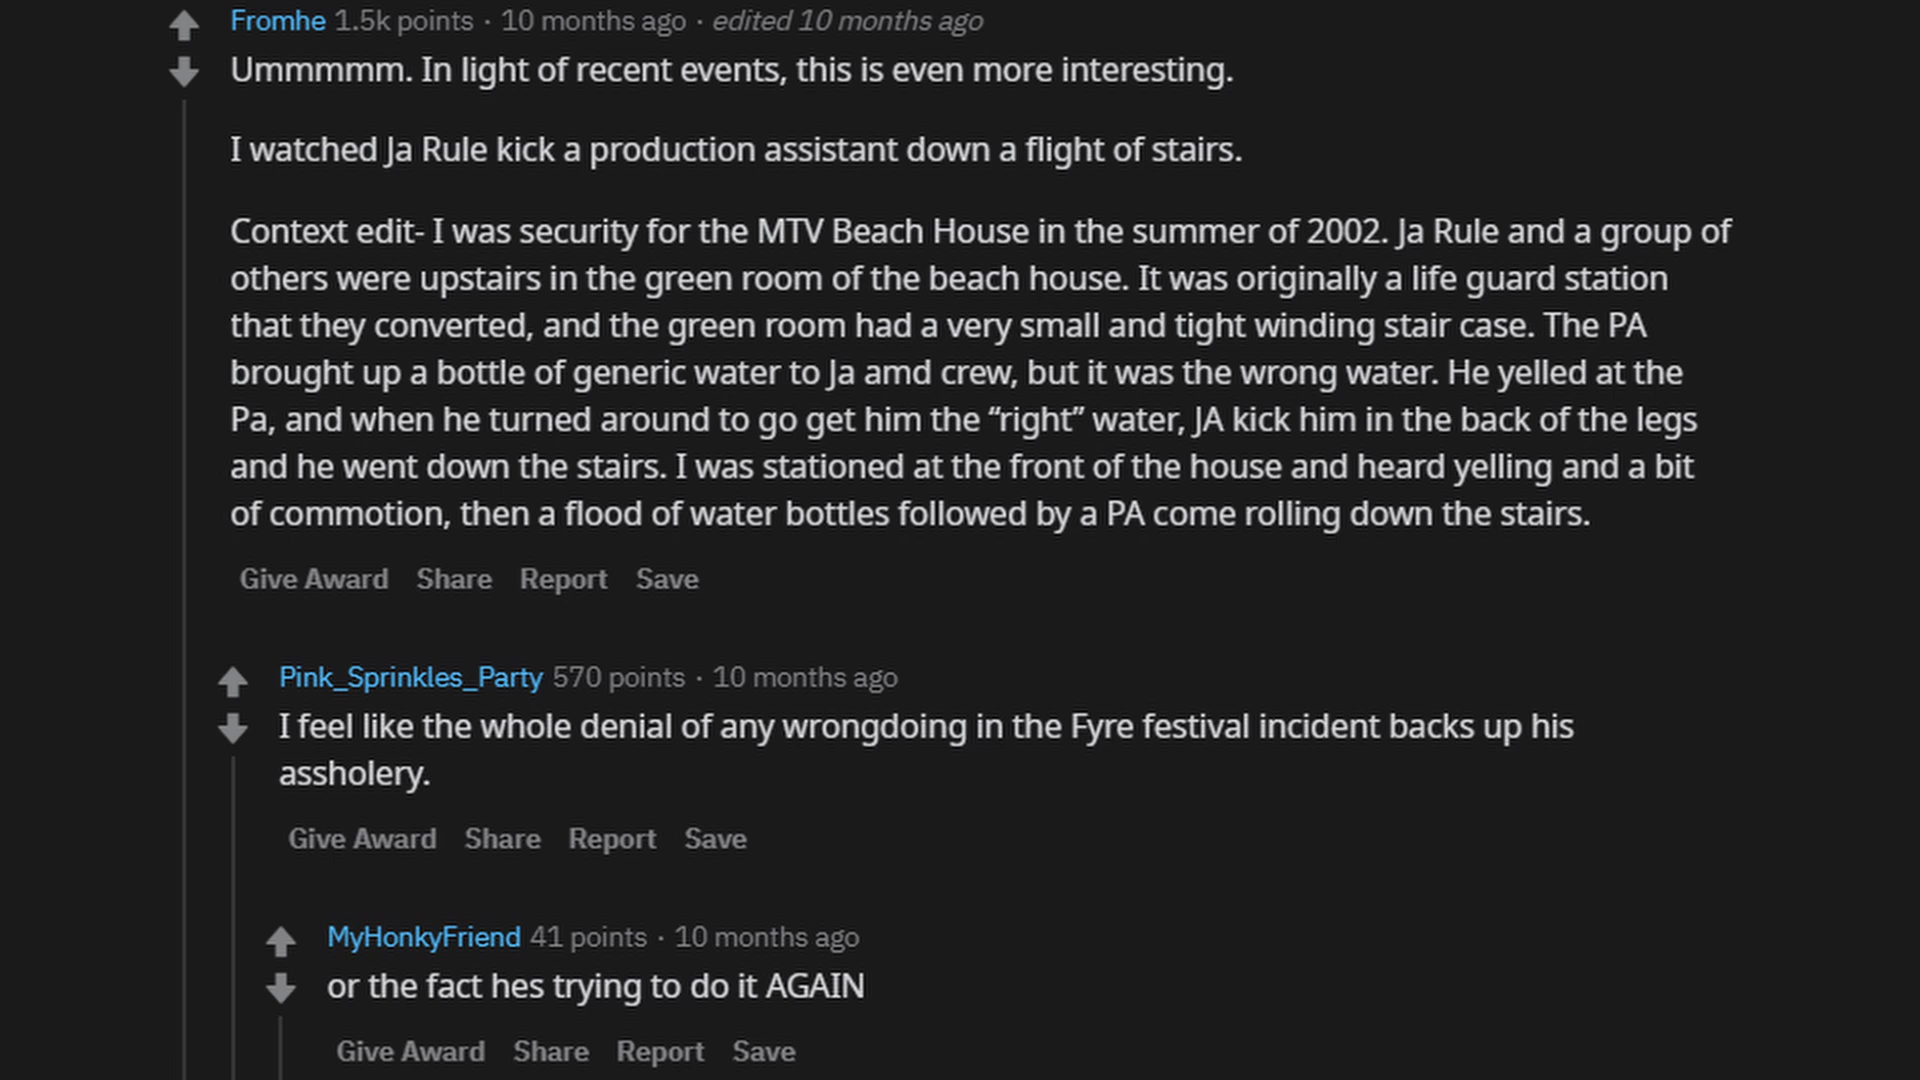 Fromhe 1.5k points · 10 months ago · edited 10 months ago
Ummmmm. In light of recent events, this is even more interesting.
I watched Ja Rule kick a production assistant down a flight of stairs.
Context edit- I was security for the MTV Beach House in the summer of 2002. Ja Rule and a group of
others were upstairs in the green room of the beach house. It was originally a life guard station
that they converted, and the green room had a very small and tight winding stair case. The PA
brought up a bottle of generic water to Ja amd crew, but it was the wrong water. He yelled at the
Pa, and when he turned around to go get him the “right” water, JA kick him in the back of the legs
and he went down the stairs. I was stationed at the front of the house and heard yelling and a bit
of commotion, then a flood of water bottles followed by a PA come rolling down the stairs.
Give Award Share Report Save
Pink_Sprinkles_Party 570 points · 10 months ago
I feel like the whole denial of any wrongdoing in the Fyre festival incident backs up his
assholery.
Give Award Share Report Save
MyHonkyFriend 41 points · 10 months ago
or the fact hes trying to do it AGAIN
Give Award Share Report Save